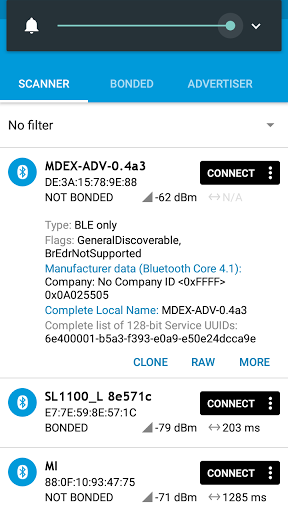 SCANNER BONDED ADVERTISER
No filter
MDEX-ADV-0.4a3
CONNECT
DE:3A:15:78:9E:88
NOT BONDED -62 dBm N/A
Type: BLE only
Flags: GeneralDiscoverable,
BrEdrNotSupported
Manufacturer data (Bluetooth Core 4.1):
Company: No Company ID <0xFFFF>
0x0A025505
Complete Local Name: MDEX-ADV-0.4a3
Complete list of 128-bit Service UUIDs:
6e400001-b5a3-f393-e0a9-e50e24dcca9e
CLONE RAW MORE
SL1100_L 8e571c
CONNECT
E7:7E:59:8E:57:1C
BONDED -79 dBm 203 ms
MI
CONNECT
88:0F:10:93:47:75
NOT BONDED -71 dBm 1285 ms